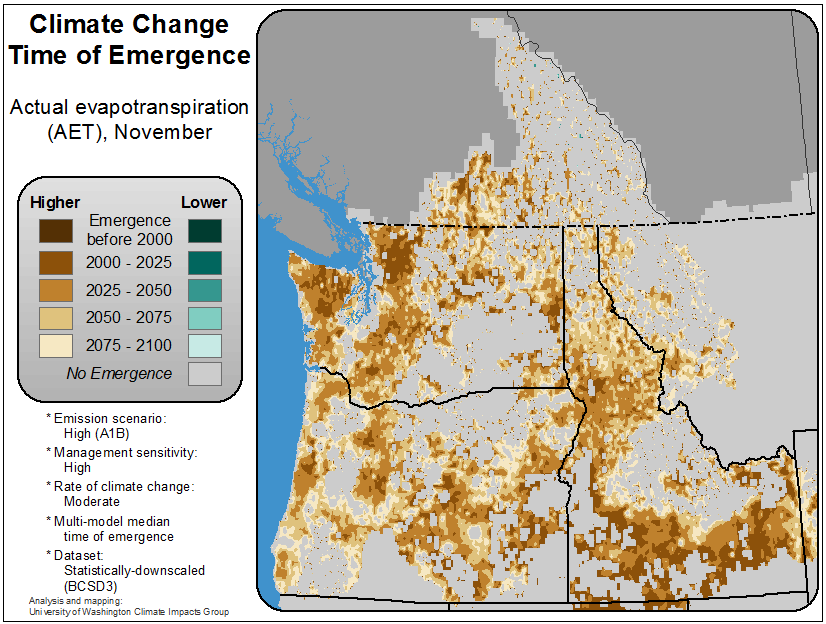 Climate Change
Time of Emergence
Actual evapotranspiration
(AET), November
Higher
Lower
Emergence
before 2000
2000 - 2025
2025 - 2050
2050 - 2075
2075 - 2100
No Emergence
* Emission scenario:
High (A1B)
* Management sensitivity:
High
* Rate of climate change:
Moderate
* Multi-model median
time of emergence
* Dataset:
Statistically-downscaled
(BCSD3)
Analysis and mapping:
University of Washington Climate Impacts Group